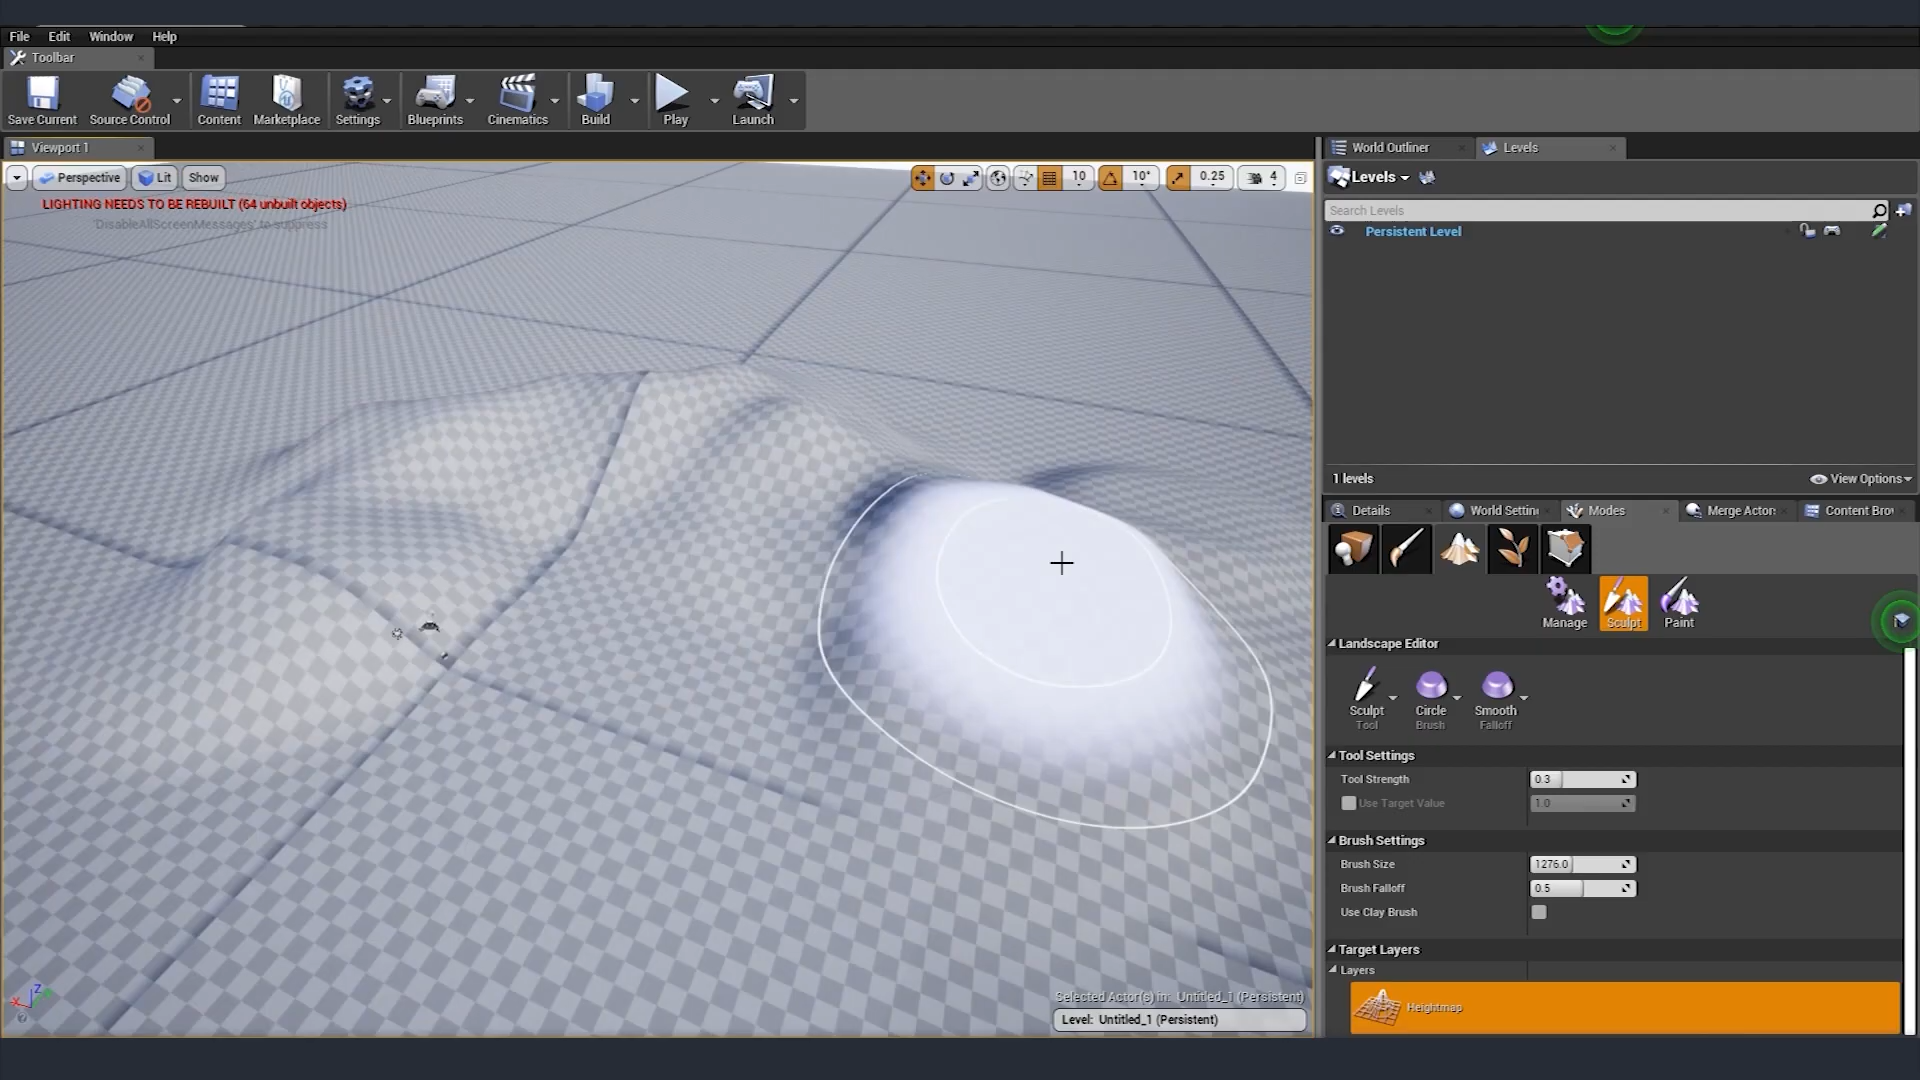 File Edit Window Help
Toolbar
Save Current Source Control Content Marketplace Settings Blueprints Cinematics Build Play Launch
Viewport 1
World Outliner Levels
Perspective Lit Show 10 10° 0.25 4
Levels
LIGHTING NEEDS TO BE REBUILT (64 unbuilt objects)
'DisableAllScreenMessages' to suppress
Search Levels
Persistent Level
1 levels View Options
Details World Settin Modes Merge Actor Content Bro
Manage Sculpt Paint
Landscape Editor
Sculpt Circle Smooth
Tool Brush Falloff
Tool Settings
Tool Strength 0.3
Use Target Value 1.0
Brush Settings
Brush Size 1276.0
Brush Falloff 0.5
Use Clay Brush
Target Layers
Layers
Heightmap
Z
X
Selected Actor(s) in: Untitled_1 (Persistent)
Level: Untitled_1 (Persistent)